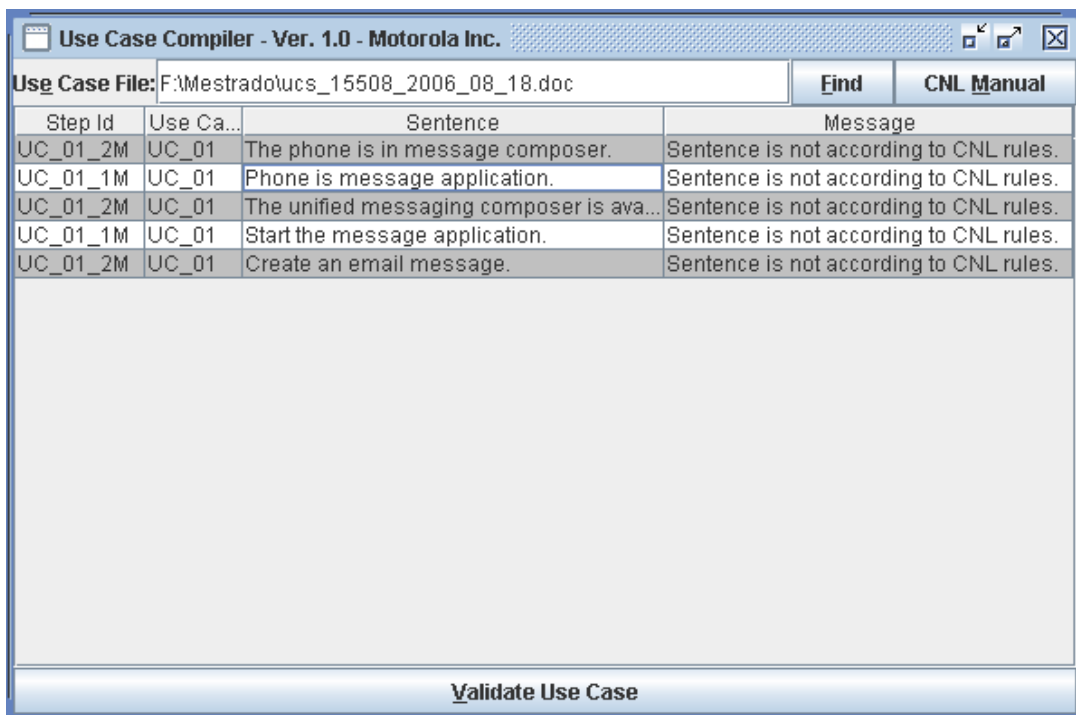 Use Case Compiler - Ver. 1.0 - Motorola Inc.
Use Case File: F:\Mestrado\ucs_15508_2006_08_18.doc Find CNL Manual
Step Id Use Ca... Sentence Message
UC_01_2M UC_01 The phone is in message composer. Sentence is not according to CNL rules.
UC_01_1M UC_01 Phone is message application. Sentence is not according to CNL rules.
UC_01_2M UC_01 The unified messaging composer is ava... Sentence is not according to CNL rules.
UC_01_1M UC_01 Start the message application. Sentence is not according to CNL rules.
UC_01_2M UC_01 Create an email message. Sentence is not according to CNL rules.
Validate Use Case